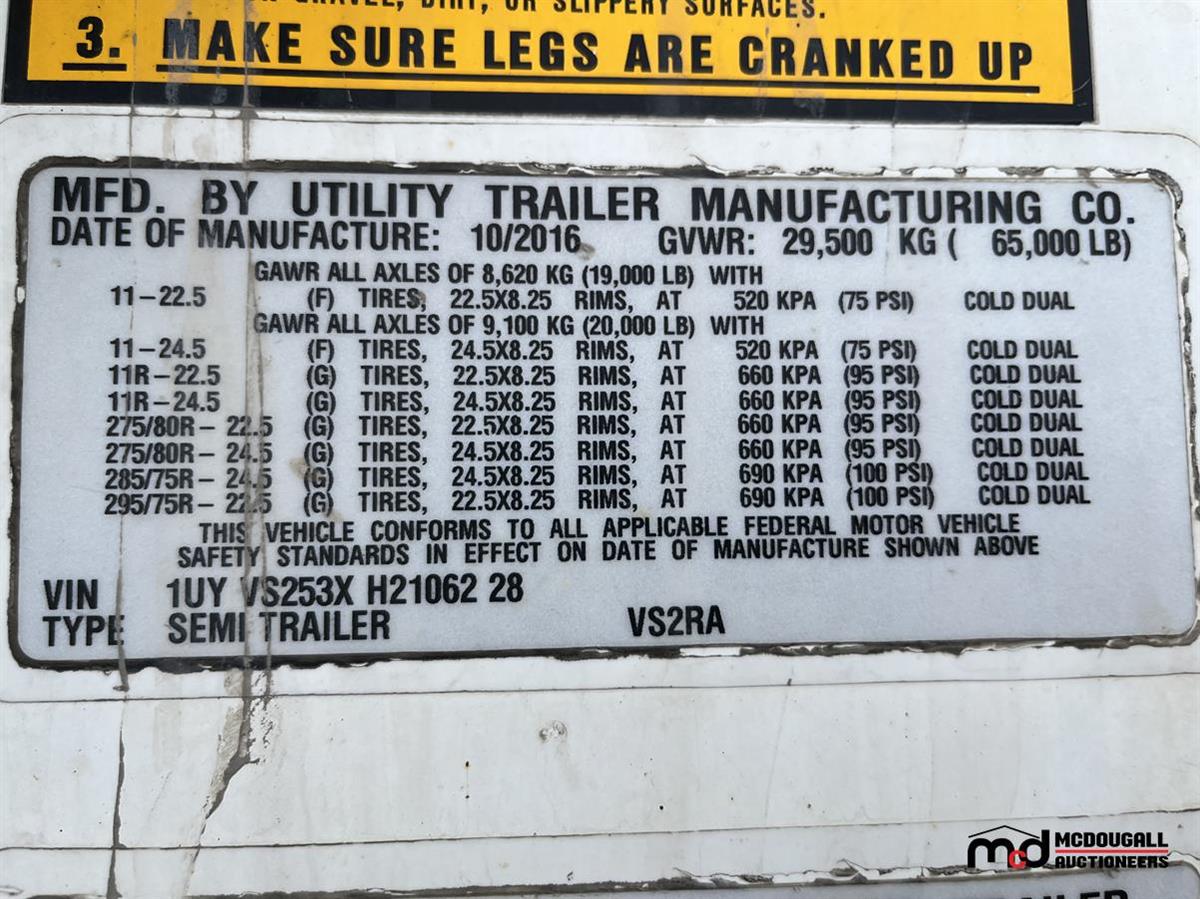 GRAVEL, DIRT, OR SLIPPERY SURFACES.
3. MAKE SURE LEGS ARE CRANKED UP
MFD. BY UTILITY TRAILER MANUFACTURING CO.
DATE OF MANUFACTURE: 10/2016 GVWR: 29,500 KG ( 65,000 LB)
GAWR ALL AXLES OF 8,620 KG (19,000 LB) WITH
11-22.5 (F) TIRES, 22.5X8.25 RIMS, AT 520 KPA (75 PSI) COLD DUAL
GAWR ALL AXLES OF 9,100 KG (20,000 LB) WITH
11-24.5 (F) TIRES, 24.5X8.25 RIMS, AT 520 KPA (75 PSI) COLD DUAL
11R-22.5 (G) TIRES, 22.5X8.25 RIMS, AT 660 KPA (95 PSI) COLD DUAL
11R-24.5 (G) TIRES, 24.5X8.25 RIMS, AT 660 KPA (95 PSI) COLD DUAL
275/80R- 22.5 (G) TIRES, 22.5X8.25 RIMS, AT 660 KPA (95 PSI) COLD DUAL
275/80R- 24.5 (G) TIRES, 24.5X8.25 RIMS, AT 660 KPA (95 PSI) COLD DUAL
285/75R- 24.5 (G) TIRES, 24.5X8.25 RIMS, AT 690 KPA (100 PSI) COLD DUAL
295/75R- 22.5 (G) TIRES, 22.5X8.25 RIMS, AT 690 KPA (100 PSI) COLD DUAL
THIS VEHICLE CONFORMS TO ALL APPLICABLE FEDERAL MOTOR VEHICLE
SAFETY STANDARDS IN EFFECT ON DATE OF MANUFACTURE SHOWN ABOVE
VIN 1UY VS253X H21062 28
TYPE SEMI TRAILER VS2RA
mcd MCDOUGALL
AUCTIONEERS
TRAILER